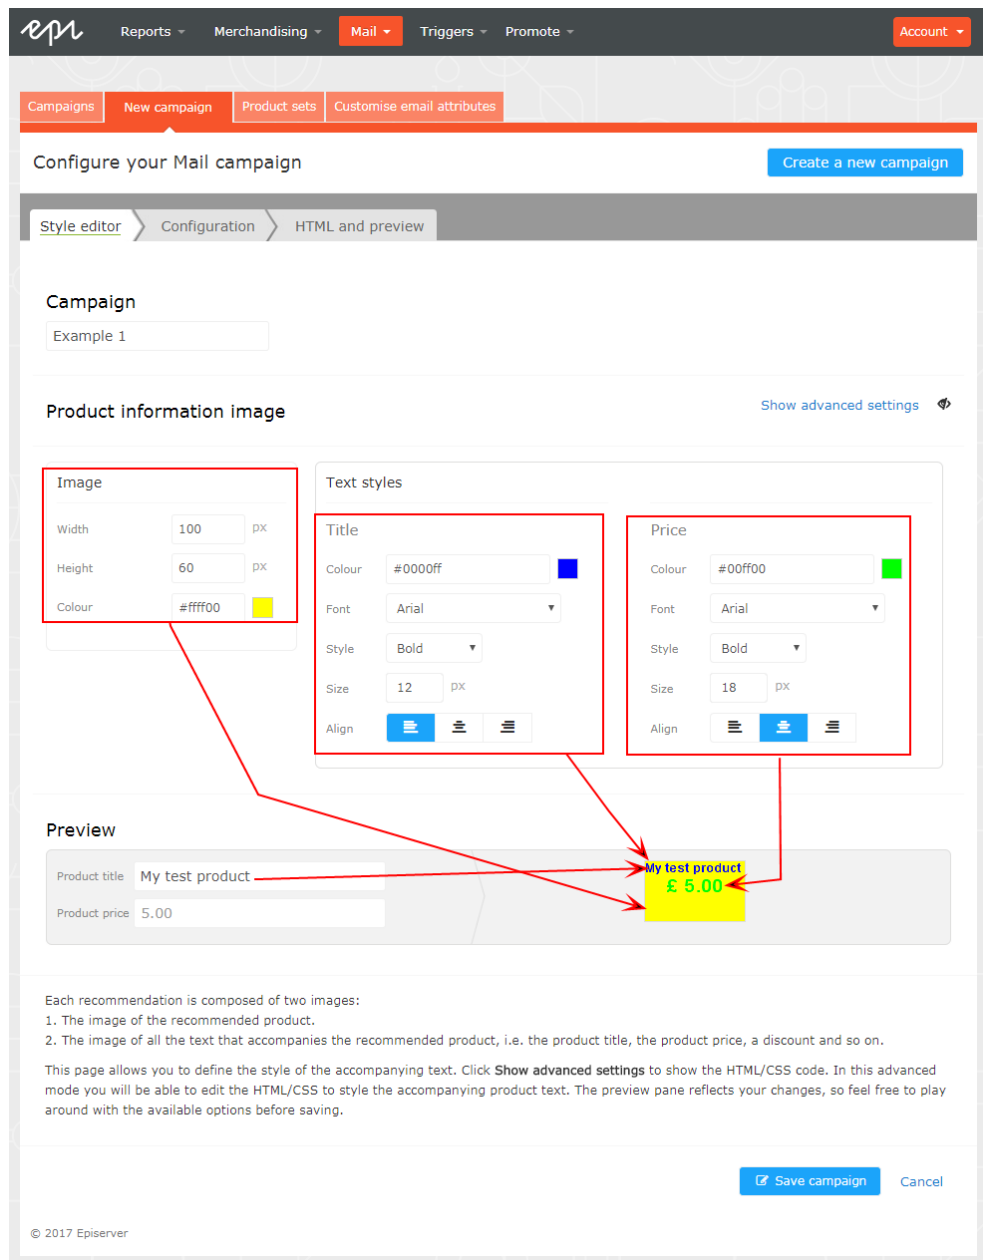 epi Reports Merchandising Mail Triggers Promote Account
Campaigns New campaign Product sets Customise email attributes
Configure your Mail campaign Create a new campaign
Style editor Configuration HTML and preview
Campaign
Example 1
Product information image Show advanced settings
Image Text styles
Width 100 px Title Price
Colour #0000ff Colour #00ff00
Height 60 px
Font Arial Font Arial
Colour #ffff00
Style Bold Style Bold
Size 12 px Size 18 px
Align Align
Preview
Product title My test product My test product
£ 5.00
Product price 5.00
Each recommendation is composed of two images:
1. The image of the recommended product.
2. The image of all the text that accompanies the recommended product, i.e. the product title, the product price, a discount and so on.
This page allows you to define the style of the accompanying text. Click Show advanced settings to show the HTML/CSS code. In this advanced
mode you will be able to edit the HTML/CSS to style the accompanying product text. The preview pane reflects your changes, so feel free to play
around with the available options before saving.
Save campaign Cancel
© 2017 Episerver